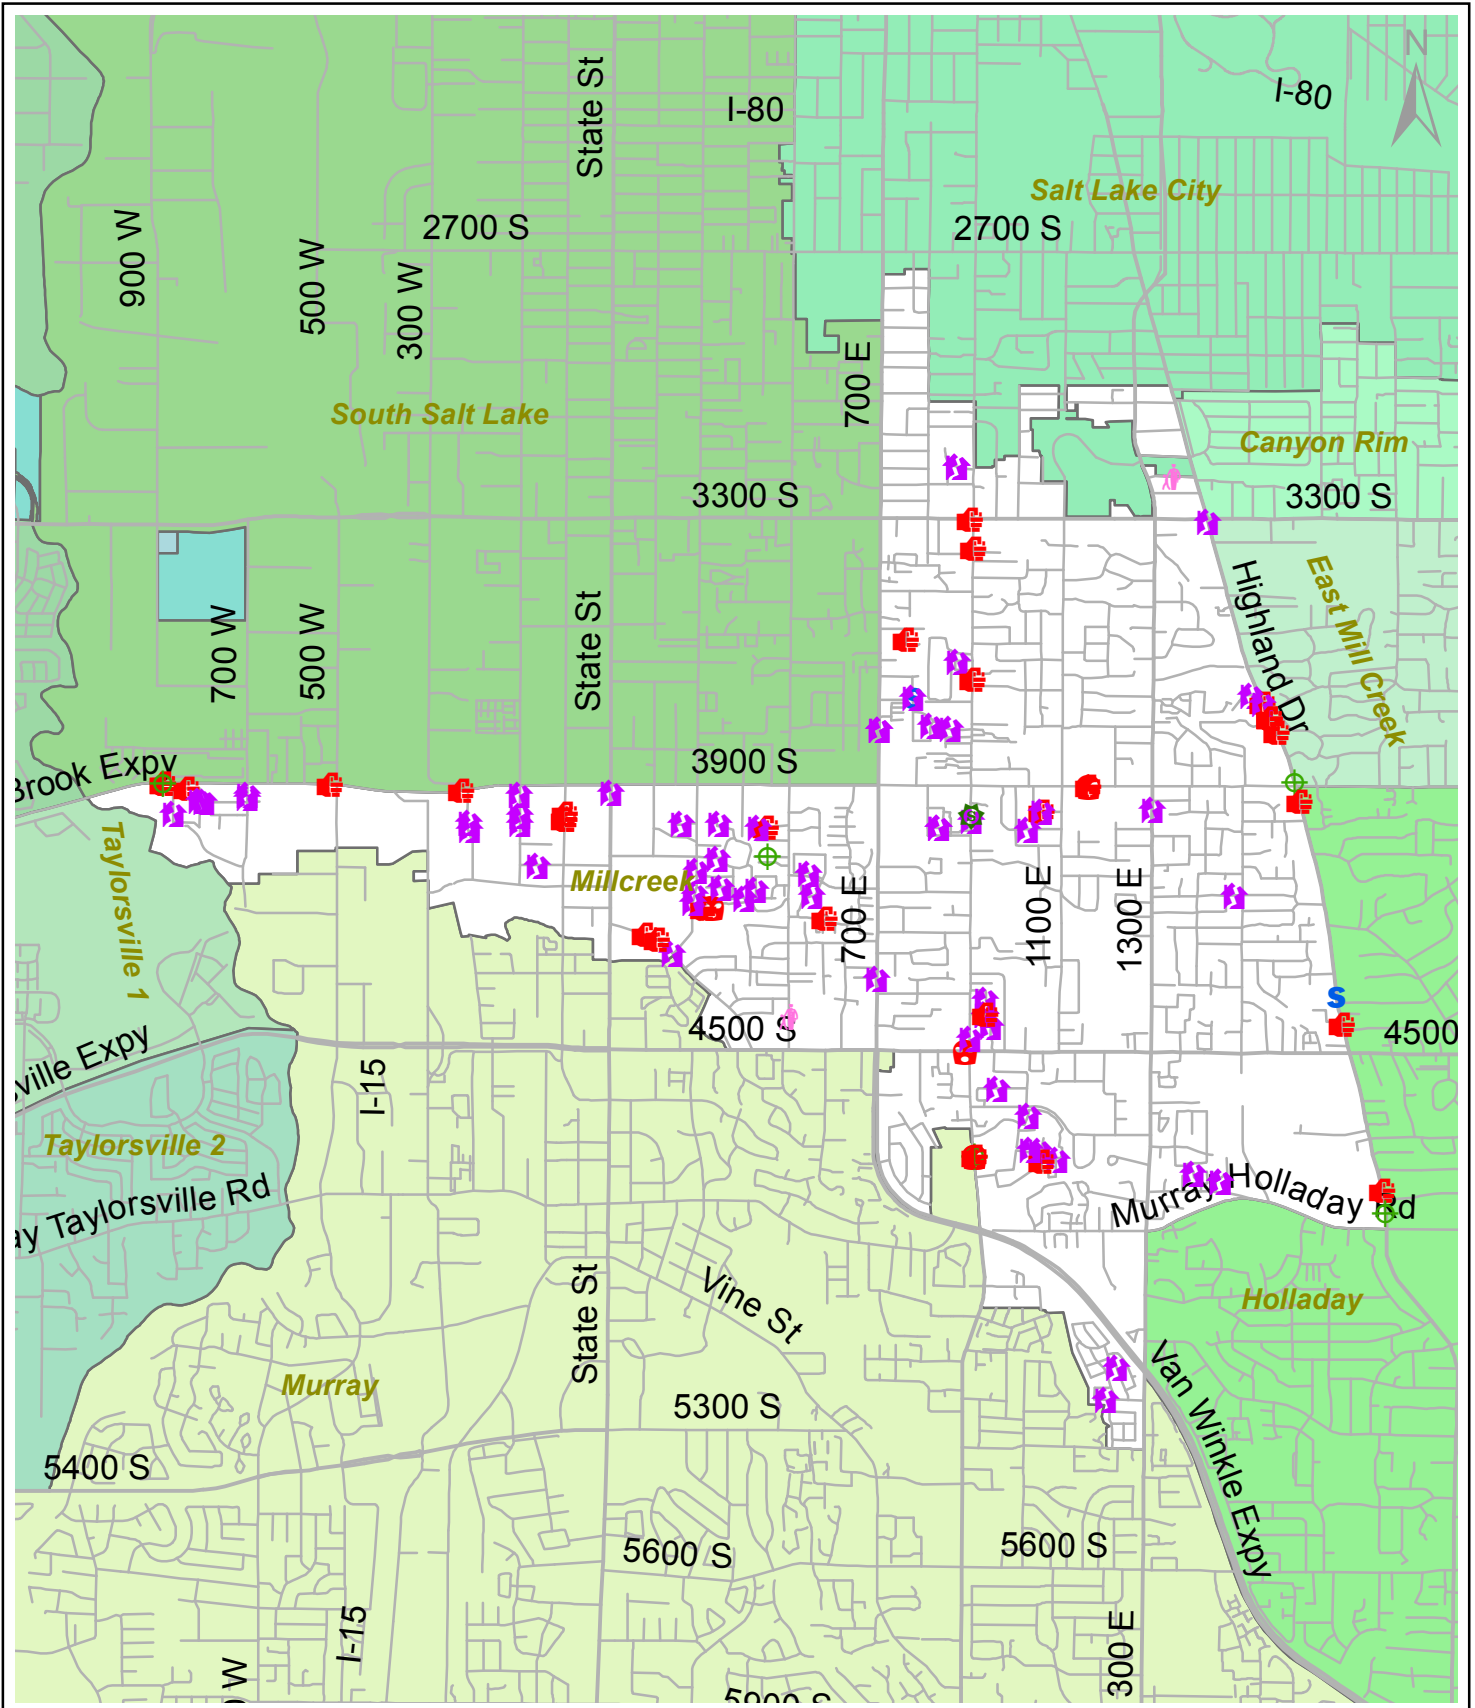 N
State St
I-80
I-80
Salt Lake City
2700 S
2700 S
900 W
500 W
300 W
700 E
South Salt Lake
Canyon Rim
3300 S
3300 S
Highland Dr
East Mill Creek
700 W
500 W
State St
S
3900 S
Brook Expy
Taylorsville 1
Millcreek
700 E
1100 E
1300 E
S
4500 S
4500
ville Expy
I-15
Taylorsville 2
ay Taylorsville Rd
Murray Holladay Rd
State St
Vine St
Holladay
Murray
Van Winkle Expy
5300 S
5400 S
5600 S
5600 S
I-15
300 E
0 W
5900 S